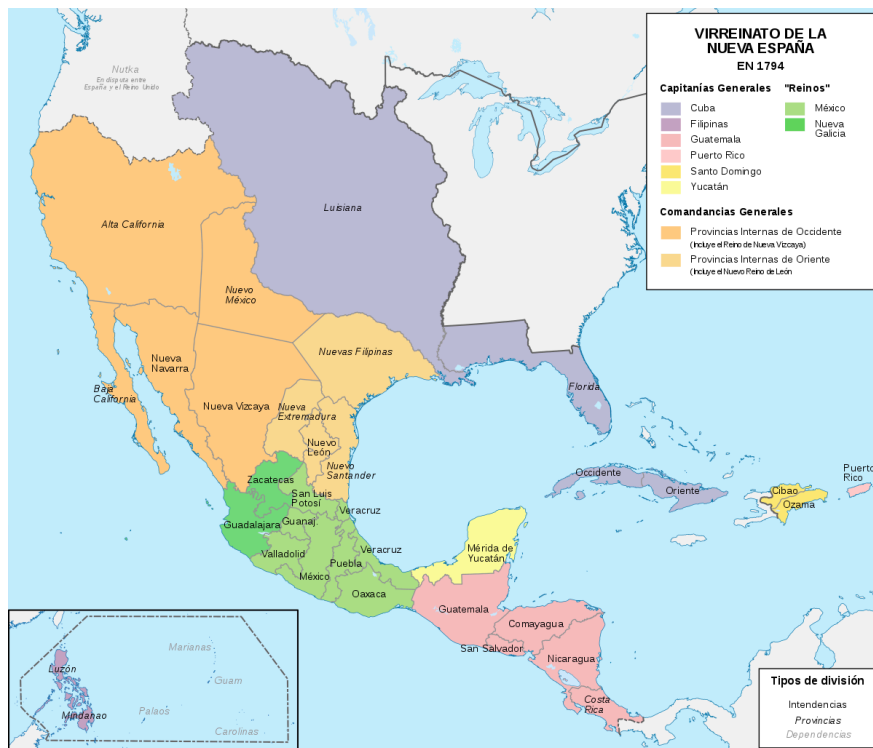 VIRREINATO DE LA
NUEVA ESPAÑA
EN 1794
Capitanías Generales
Cuba
Filipinas
Guatemala
Puerto Rico
Santo Domingo
Yucatán
"Reinos"
México
Nueva
Galicia
Comandancias Generales
Provincias Internas de Occidente
(Incluye el Reino de Nueva Vizcaya)
Provincias Internas de Oriente
(Incluye el Nuevo Reino de León)
Nutka
En disputa entre
España y el Reino Unido
Luisiana
Alta California
Nuevo
México
Nuevas Filipinas
Nueva
Navarra
Baja
California
Nueva Vizcaya
Nueva
Extremadura
Florida
Nuevo
León
Nuevo
Santander
Zacatecas
San Luis
Potosí
Veracruz
Guadalajara
Guanaj.
Valladolid
Veracruz
Puebla
México
Oaxaca
Mérida de
Yucatán
Occidente
Oriente
Cibao
Ozama
Puerto
Rico
Guatemala
Comayagua
San Salvador
Nicaragua
Costa
Rica
Marianas
Luzón
Guam
Mindanao
Palaos
Carolinas
Tipos de división
Intendencias
Provincias
Dependencias